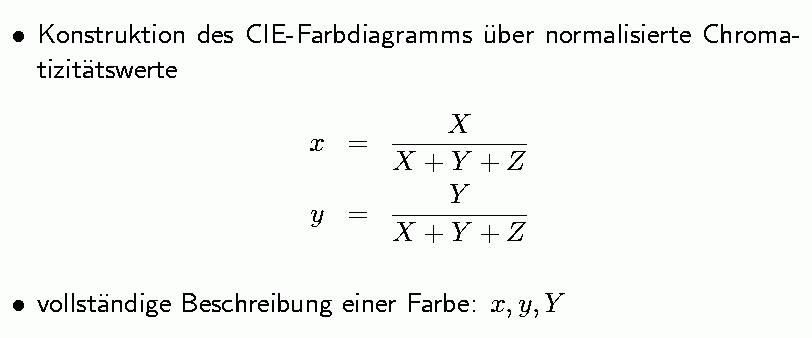 • Konstruktion des CIE-Farbdiagramms über normalisierte Chroma-
tizitätswerte
x = X / (X + Y + Z)
y = Y / (X + Y + Z)
• vollständige Beschreibung einer Farbe: x, y, Y